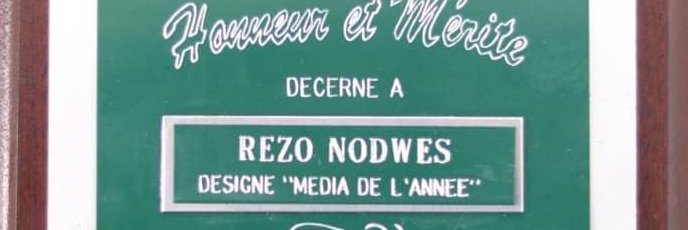 Honneur et Mérite
DECERNE A
REZO NODWES
DESIGNE "MEDIA DE L'ANNEE"